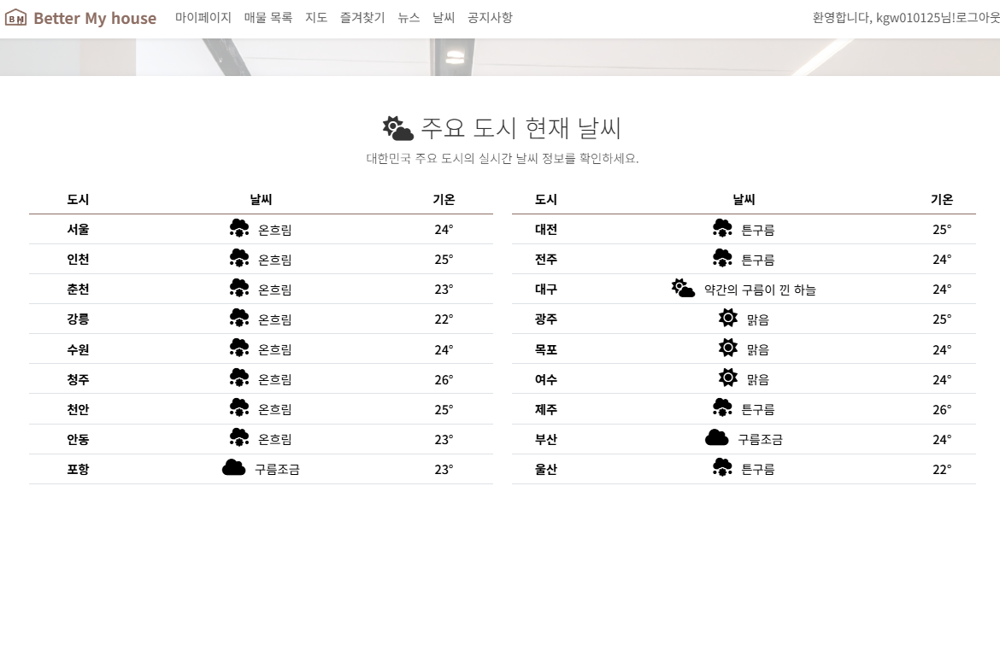 BM Better My house 마이페이지 매물 목록 지도 즐겨찾기 뉴스 날씨 공지사항 환영합니다, kgw010125님!로그아웃
주요 도시 현재 날씨
대한민국 주요 도시의 실시간 날씨 정보를 확인하세요.
도시 날씨 기온
서울 온흐림 24°
인천 온흐림 25°
춘천 온흐림 23°
강릉 온흐림 22°
수원 온흐림 24°
청주 온흐림 26°
천안 온흐림 25°
안동 온흐림 23°
포항 구름조금 23°
도시 날씨 기온
대전 튼구름 25°
전주 튼구름 24°
대구 약간의 구름이 낀 하늘 24°
광주 맑음 25°
목포 맑음 24°
여수 맑음 24°
제주 튼구름 26°
부산 구름조금 24°
울산 튼구름 22°